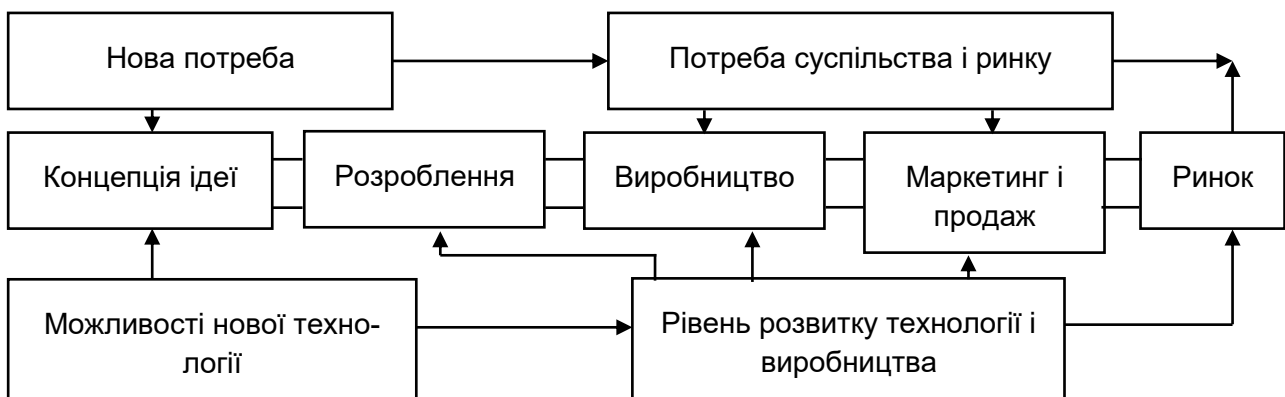 Нова потреба
Потреба суспільства і ринку
Концепція ідеї
Розроблення
Виробництво
Маркетинг і
продаж
Ринок
Можливості нової техно-
логії
Рівень розвитку технології і
виробництва